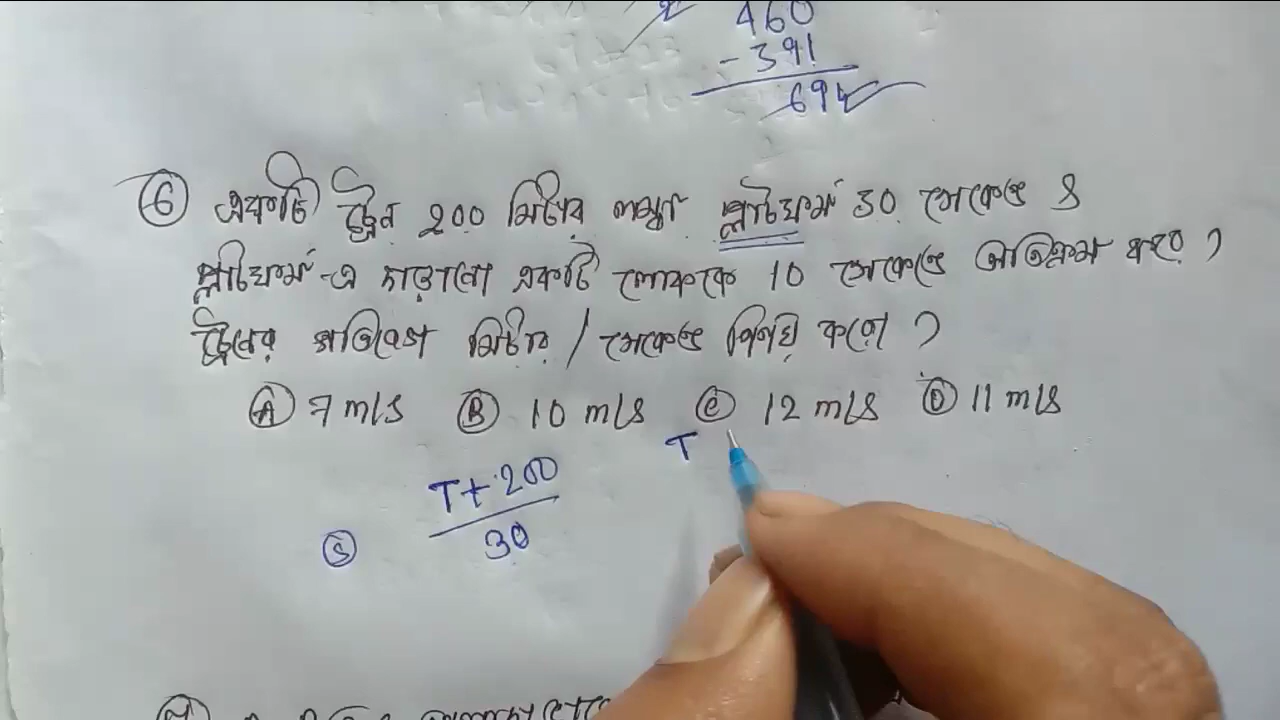 460
- 391
694
6 একটি ট্রেন 200 মিটার লম্বা প্লাটফর্ম 30 সেকেন্ডে ও
প্লাটফর্ম-এ দাড়ানো একটি লোককে 10 সেকেন্ডে অতিক্রম করে ?
ট্রেনের গতিবেগ মিটার / সেকেন্ডে নির্ণয় করো ?
A 7 m/s B 10 m/s C 12 m/s D 11 m/s
T + 200 T
S 30